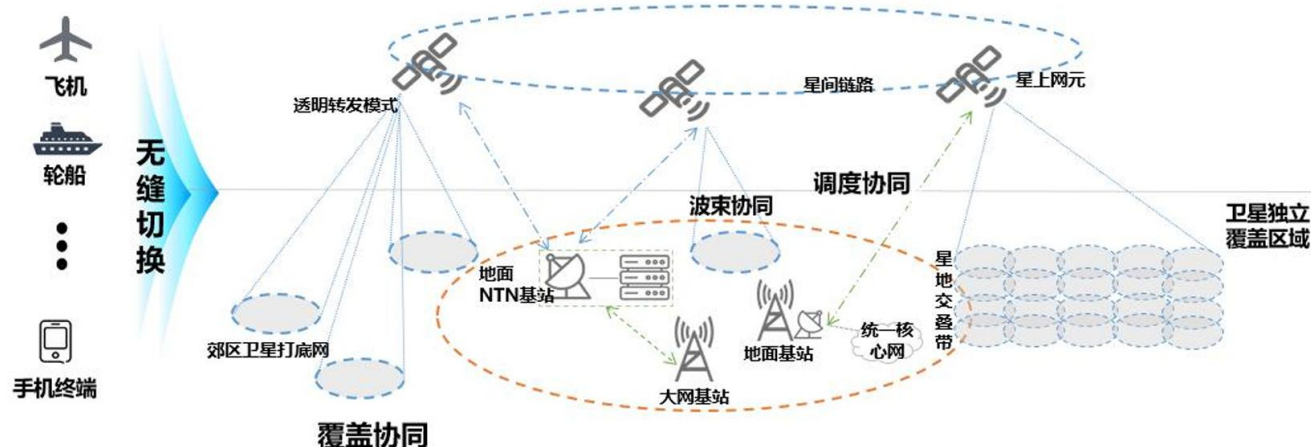 飞机
轮船
手机终端
无缝切换
透明转发模式
星间链路
星上网元
调度协同
波束协同
卫星独立
覆盖区域
地面
NTN基站
星地交叠带
地面基站
统一核
心网
大网基站
郊区卫星打底网
覆盖协同